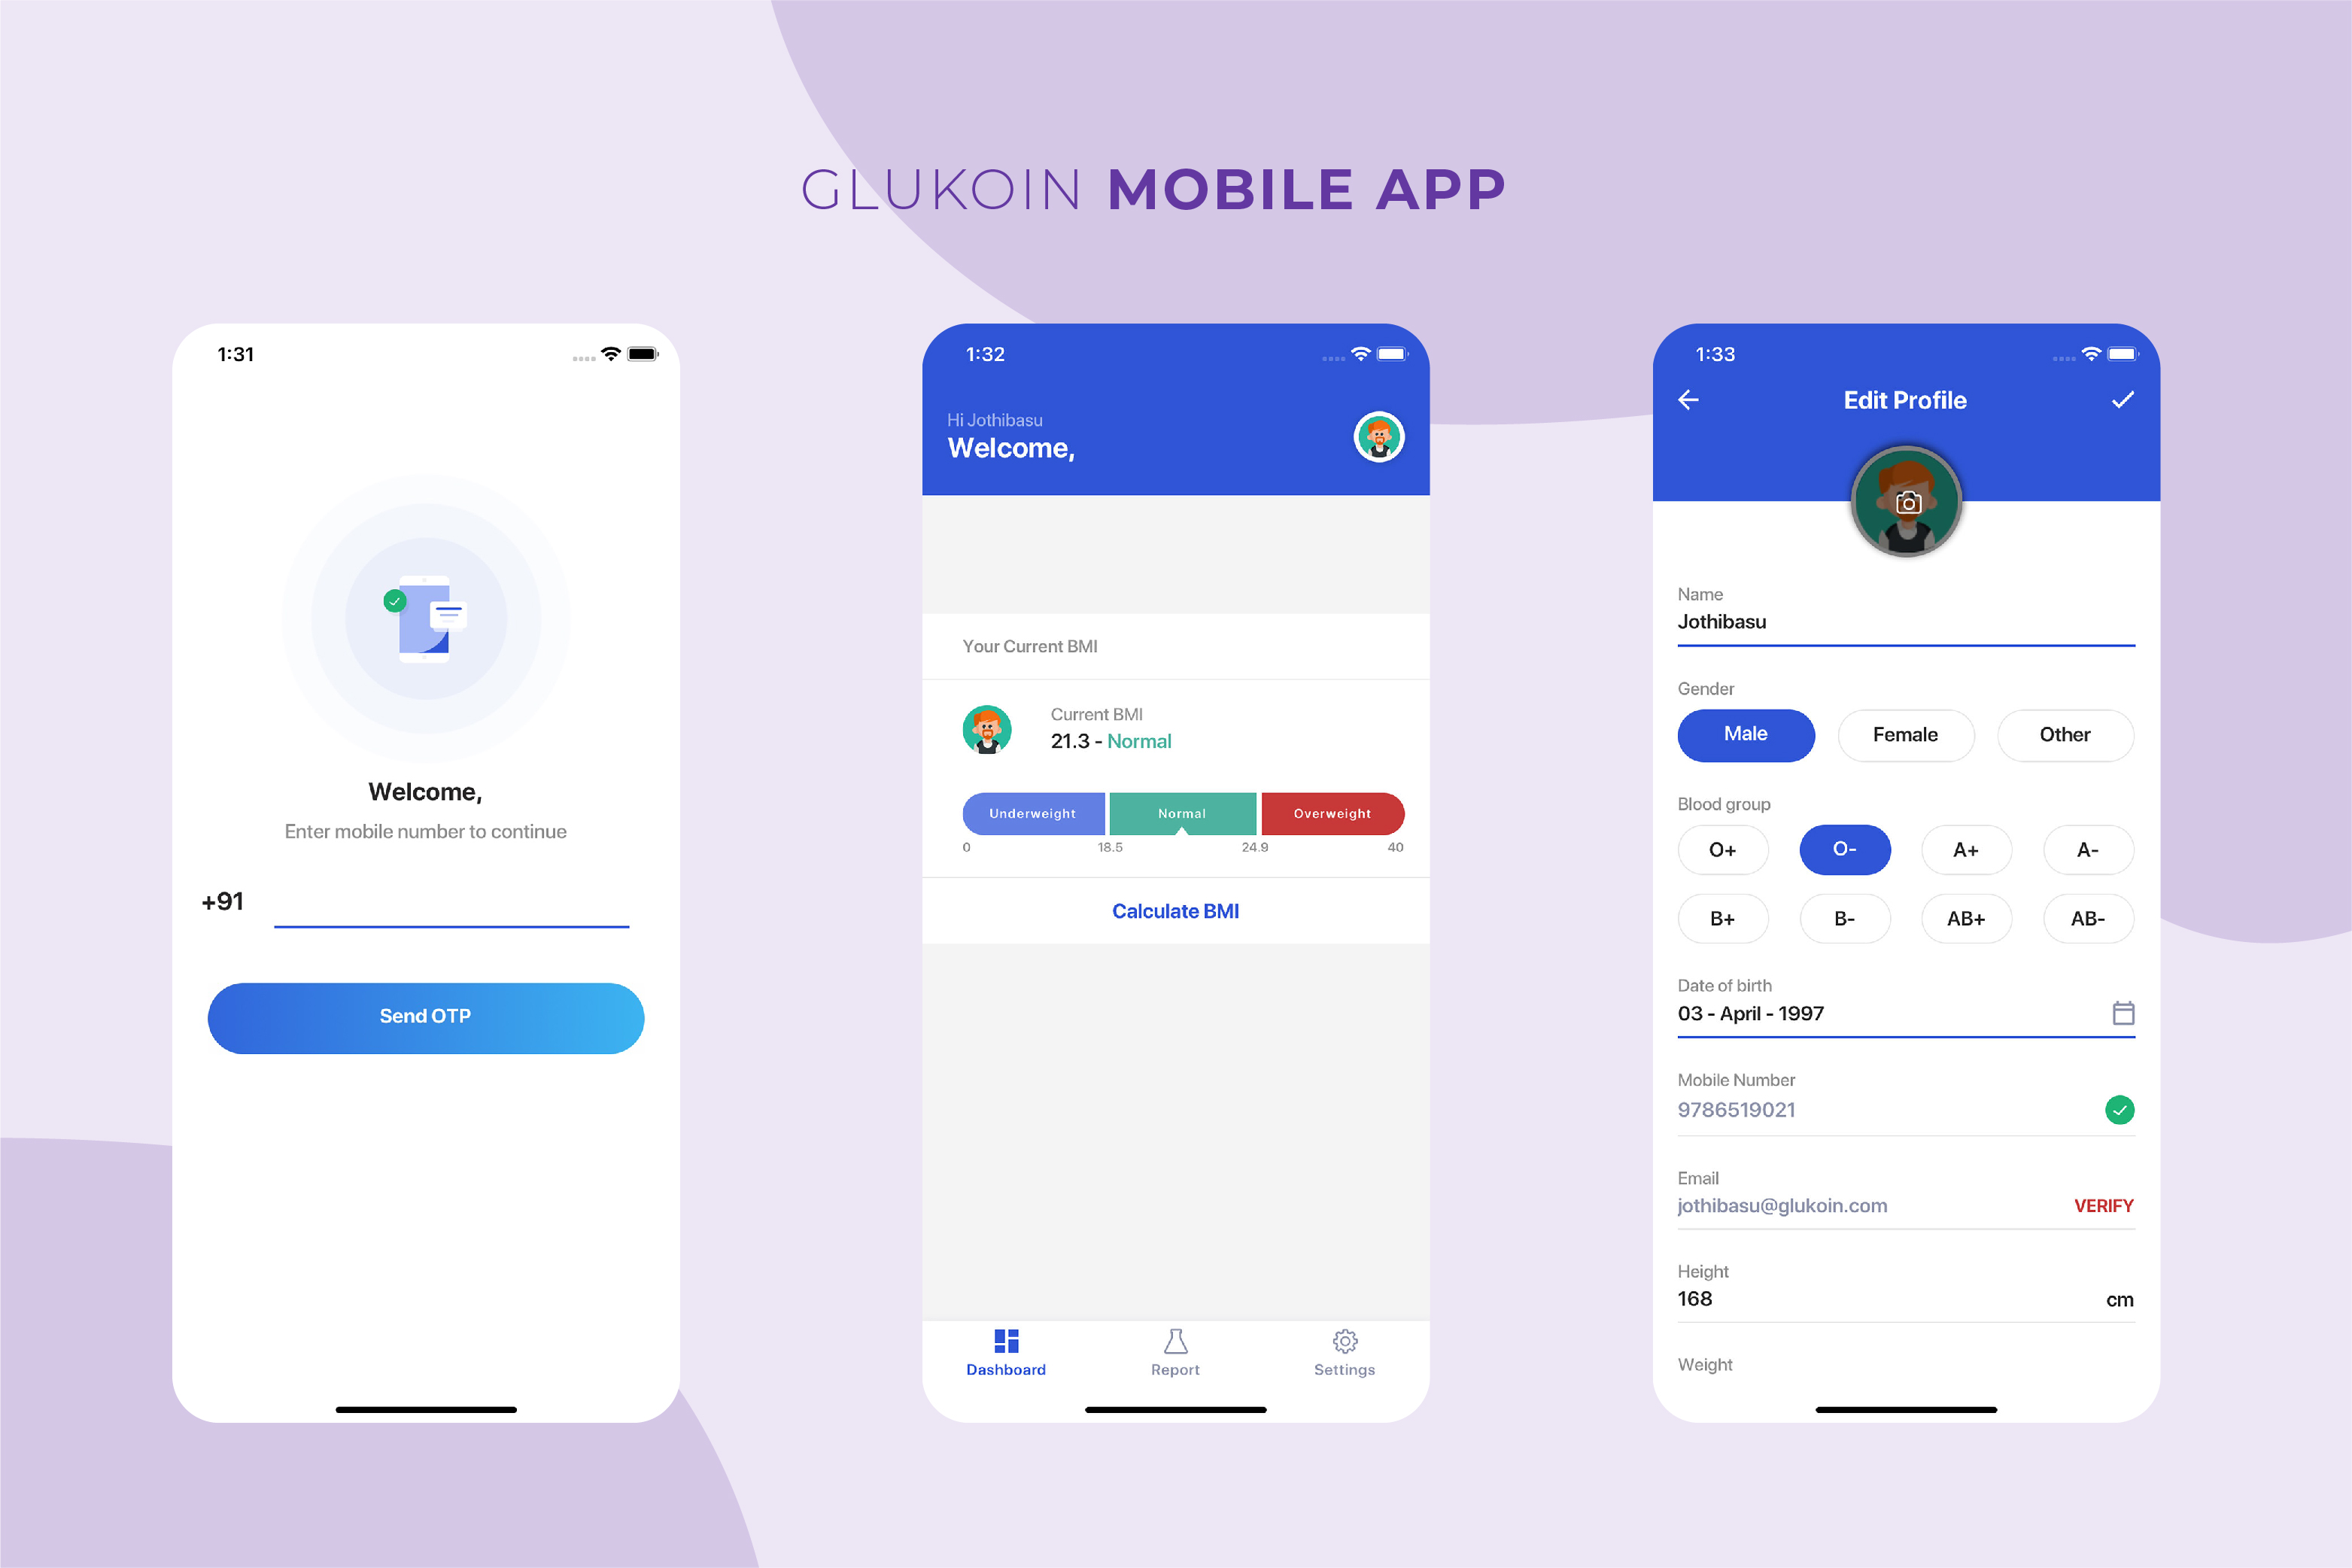 GLUKOIN MOBILE APP
1:31
Welcome,
Enter mobile number to continue
+91
Send OTP
1:32
Hi Jothibasu
Welcome,
Your Current BMI
Current BMI
21.3 - Normal
Underweight Normal Overweight
0 18.5 24.9 40
Calculate BMI
Dashboard Report Settings
1:33
Edit Profile
Name
Jothibasu
Gender
Male Female Other
Blood group
O+ O- A+ A-
B+ B- AB+ AB-
Date of birth
03 - April - 1997
Mobile Number
9786519021
Email
jothibasu@glukoin.com VERIFY
Height
168 cm
Weight